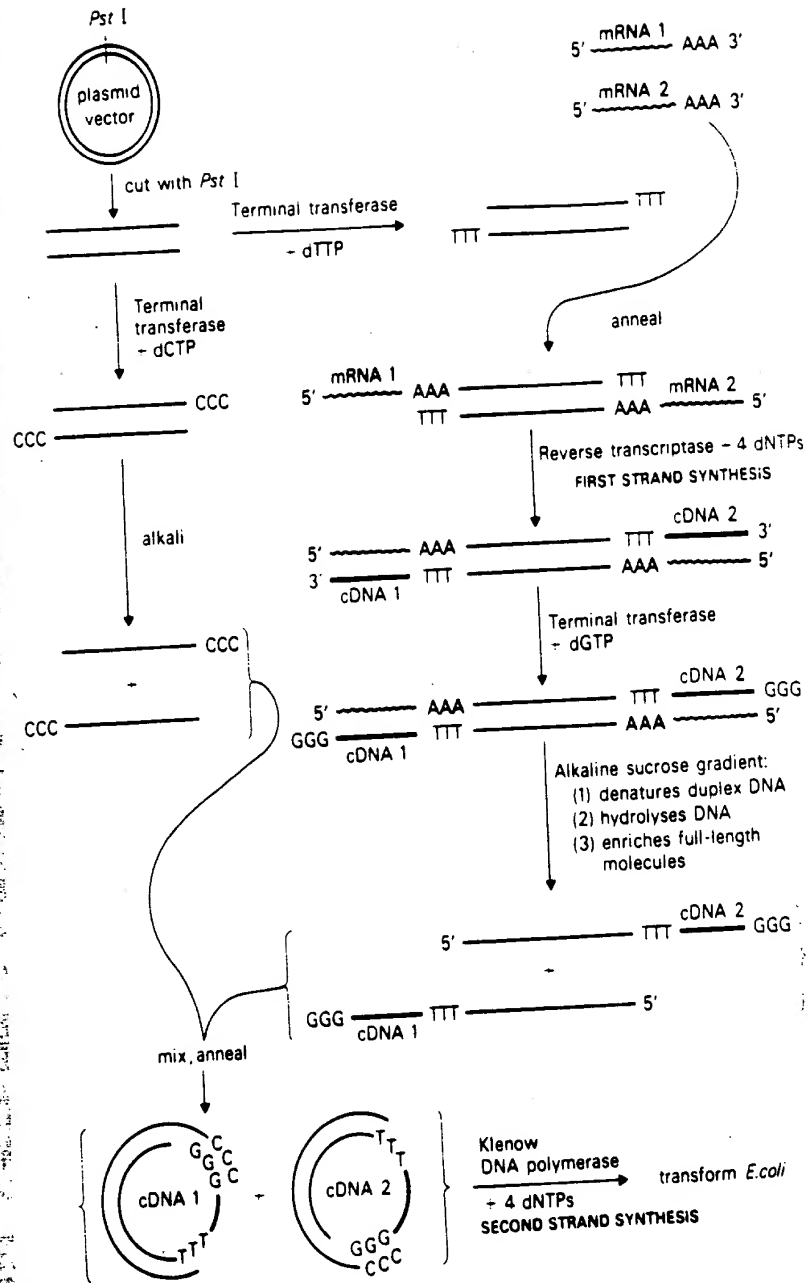 Pst I
plasmid
vector
cut with Pst I
5' mRNA 1 AAA 3'
5' mRNA 2 AAA 3'
Terminal transferase
+ dTTP
TTT
TTT
Terminal
transferase
+ dCTP
anneal
CCC
CCC
5' mRNA 1 AAA TTT mRNA 2
TTT AAA 5'
Reverse transcriptase + 4 dNTPs
FIRST STRAND SYNTHESIS
alkali
cDNA 2
5' AAA TTT 3'
3' TTT AAA 5'
cDNA 1
Terminal transferase
+ dGTP
CCC
+
CCC
cDNA 2
5' AAA TTT GGG
GGG TTT AAA 5'
cDNA 1
Alkaline sucrose gradient:
(1) denatures duplex DNA
(2) hydrolyses DNA
(3) enriches full-length
molecules
cDNA 2
5' TTT GGG
+
GGG TTT 5'
cDNA 1
mix, anneal
cDNA 1
GGG
CCC
TTT
+
cDNA 2
TTT
GGG
CCC
Klenow
DNA polymerase
+ 4 dNTPs
SECOND STRAND SYNTHESIS
transform E.coli